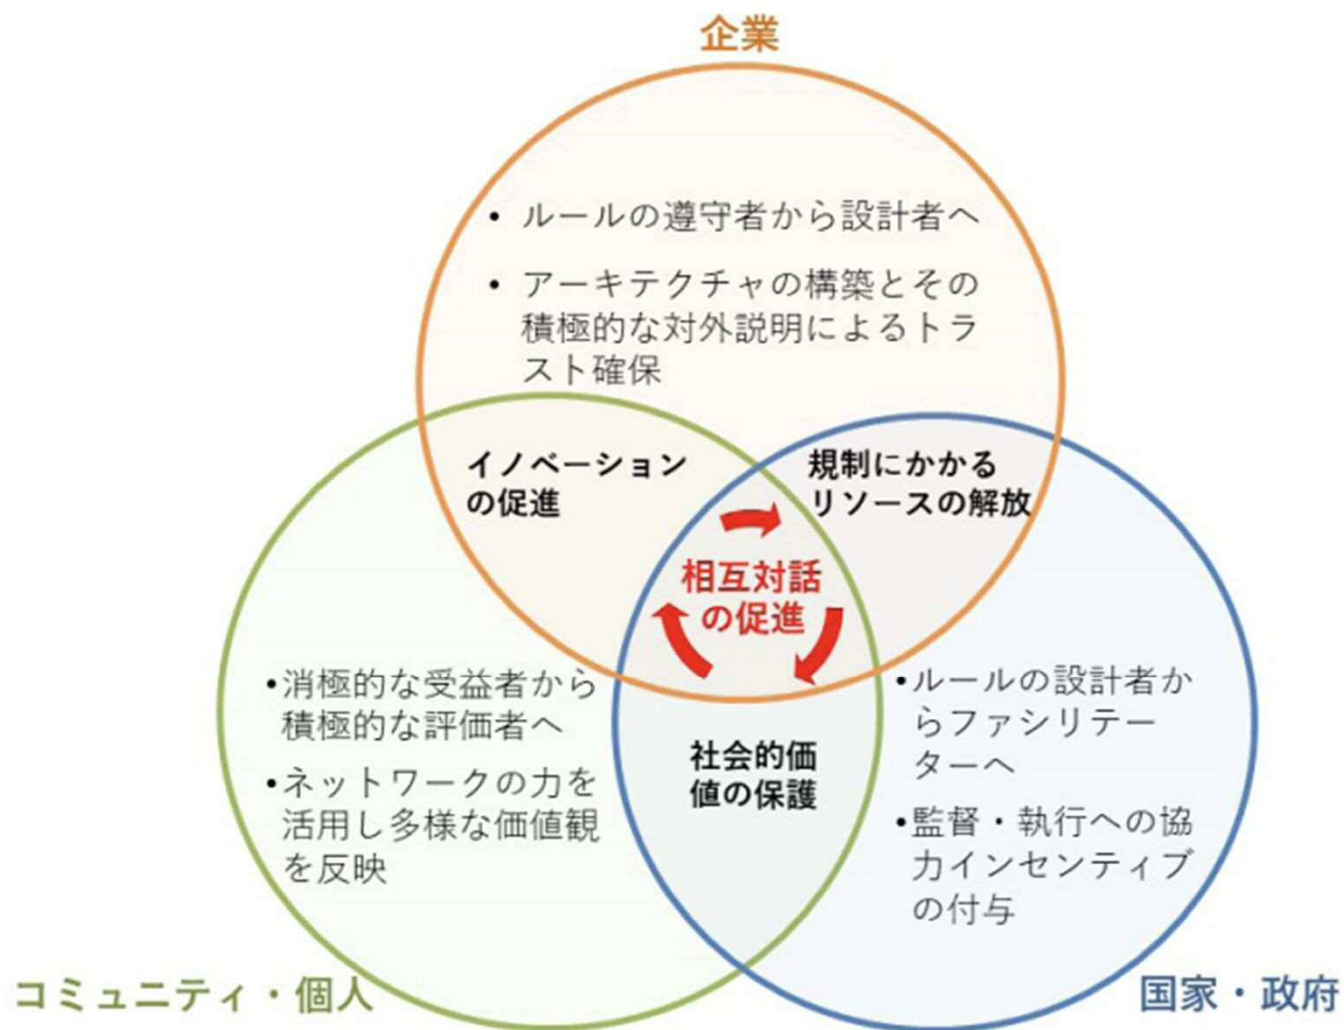 企業
• ルールの遵守者から設計者へ
• アーキテクチャの構築とその
積極的な対外説明によるトラ
スト確保
イノベーション
の促進
規制にかかる
リソースの解放
相互対話
の促進
•消極的な受益者から
積極的な評価者へ
•ネットワークの力を
活用し多様な価値観
を反映
社会的価
値の保護
•ルールの設計者か
らファシリテー
ターへ
•監督・執行への協
力インセンティブ
の付与
コミュニティ・個人
国家・政府